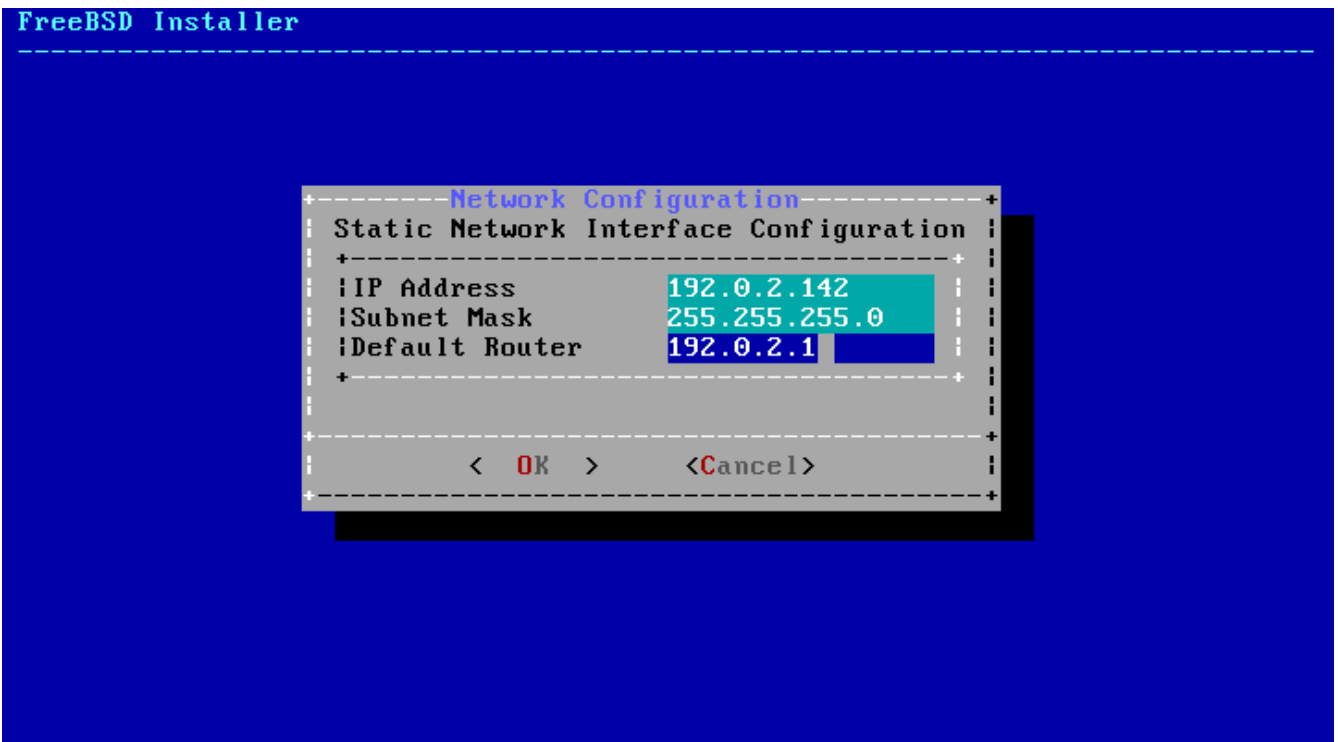 FreeBSD Installer
Network Configuration
Static Network Interface Configuration
IP Address 192.0.2.142
Subnet Mask 255.255.255.0
Default Router 192.0.2.1
< OK > <Cancel>